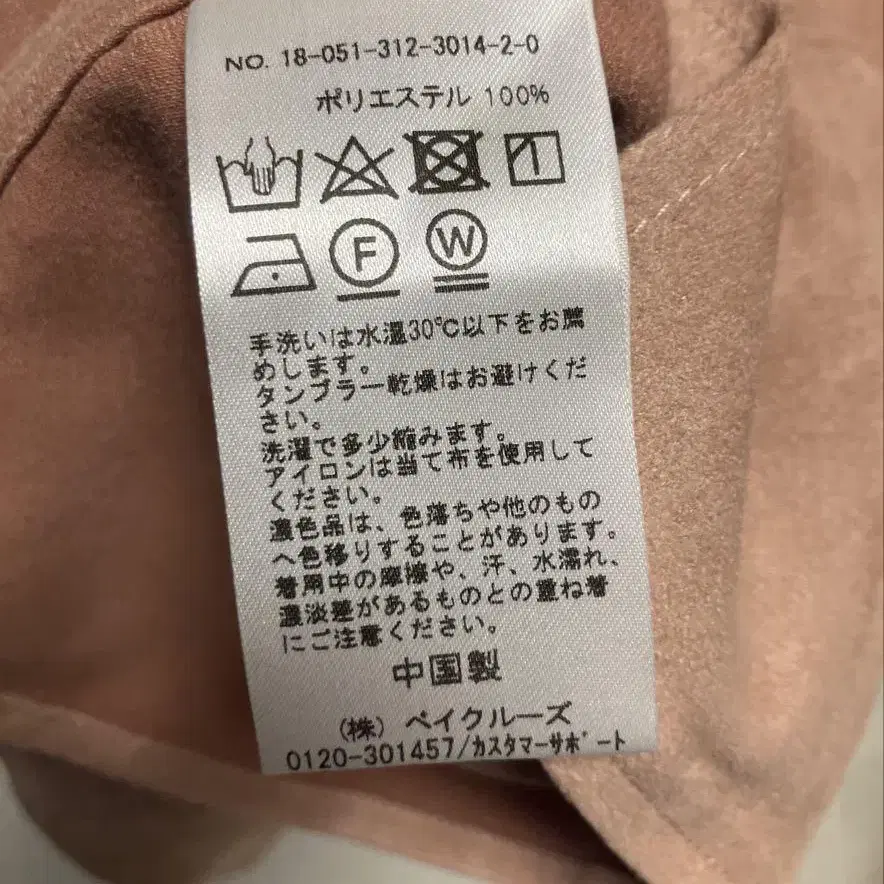 NO. 18-051-312-3014-2-0
ポリエステル 100%
F
W
手洗いは水温30℃以下をお薦
めします。
タンブラー乾燥はお避けくだ
さい。
洗濯で多少縮みます。
アイロンは当て布を使用して
ください。
濃色品は、色落ちや他のもの
へ色移りすることがあります。
着用中の摩擦や、汗、水濡れ、
濃淡差があるものとの重ね着
にご注意ください。
中国製
(株) ベイクルーズ
0120-301457/カスタマーサポート